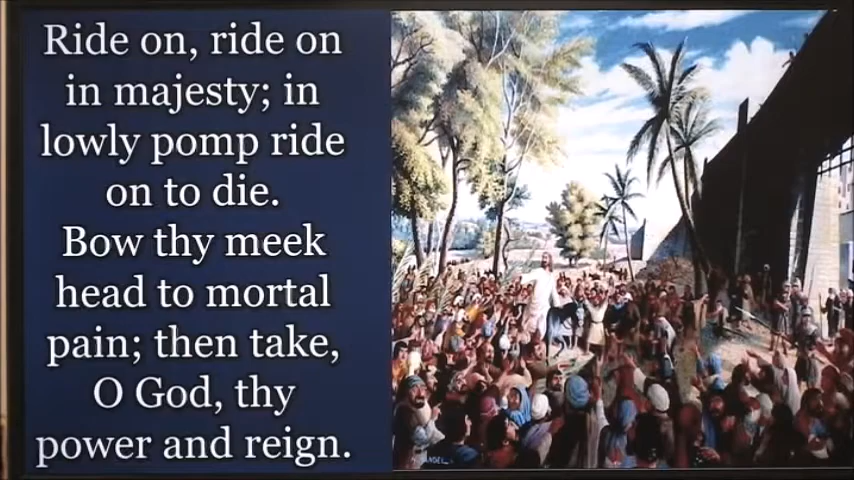 Ride on, ride on
in majesty; in
lowly pomp ride
on to die.
Bow thy meek
head to mortal
pain; then take,
O God, thy
power and reign.